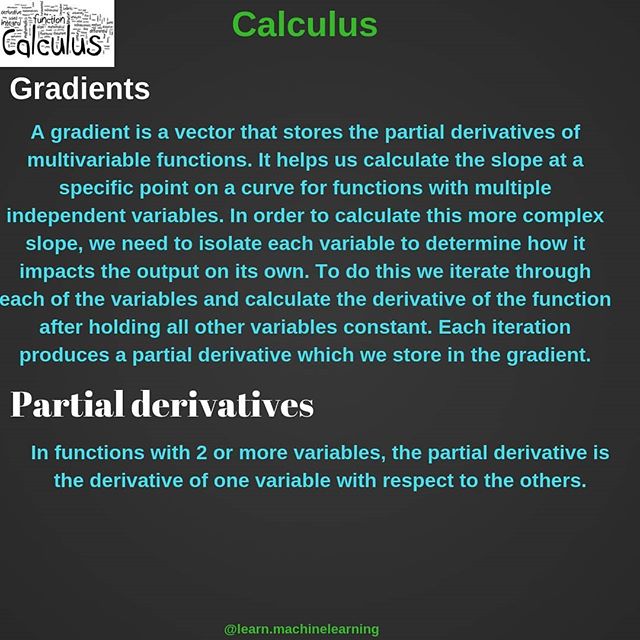 function
Calculus
Calculus
Gradients
A gradient is a vector that stores the partial derivatives of
multivariable functions. It helps us calculate the slope at a
specific point on a curve for functions with multiple
independent variables. In order to calculate this more complex
slope, we need to isolate each variable to determine how it
impacts the output on its own. To do this we iterate through
each of the variables and calculate the derivative of the function
after holding all other variables constant. Each iteration
produces a partial derivative which we store in the gradient.
Partial derivatives
In functions with 2 or more variables, the partial derivative is
the derivative of one variable with respect to the others.
@learn.machinelearning